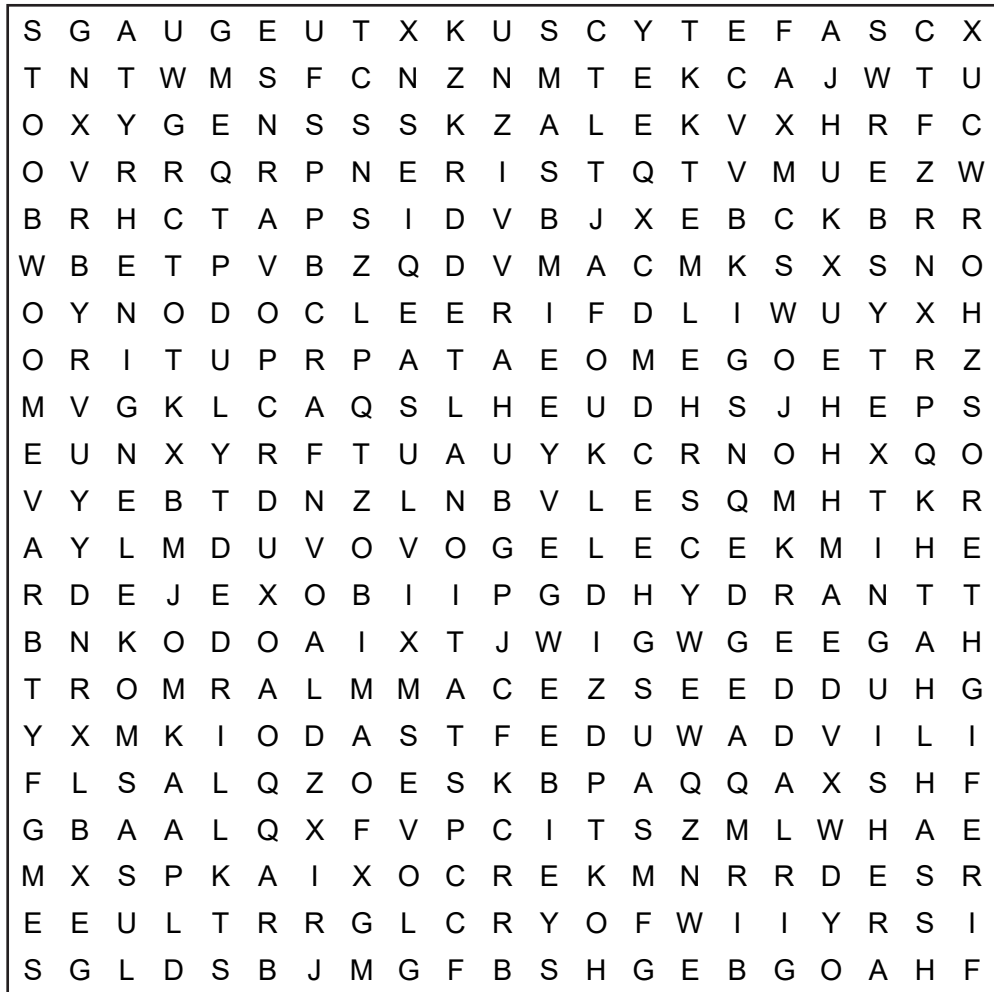 S G A U G E U T X K U S C Y T E F A S C X
T N T W M S F C N Z N M T E K C A J W T U
O X Y G E N S S S K Z A L E K V X H R F C
O V R R Q R P N E R I S T Q T V M U E Z W
B R H C T A P S I D V B J X E B C K B R R
W B E T P V B Z Q D V M A C M K S X S N O
O Y N O D O C L E E R I F D L I W U Y X H
O R I T U P R P A T A E O M E G O E T R Z
M V G K L C A Q S L H E U D H S J H E P S
E U N X Y R F T U A U Y K C R N O H X Q O
V Y E B T D N Z L N B V L E S Q M H T K R
A Y L M D U V O V O G E L E C E K M I H E
R D E J E X O B I I P G D H Y D R A N T T
B N K O D O A I X T J W I G W G E E G A H
T R O M R A L M M A C E Z S E E D D U H G
Y X M K I O D A S T F E D U W A D V I L I
F L S A L Q Z O E S K B P A Q Q A X S H F
G B A A L Q X F V P C I T S Z M L W H A E
M X S P K A I X O C R E K M N R R D E S R
E E U L T R R G L C R Y O F W I I Y R S I
S G L D S B J M G F B S H G E B G O A H F